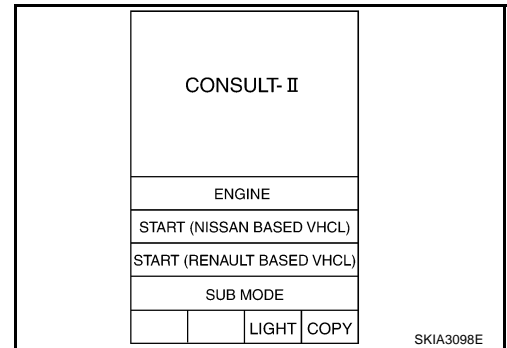 CONSULT-II
ENGINE
START (NISSAN BASED VHCL)
START (RENAULT BASED VHCL)
SUB MODE
LIGHT COPY
SKIA3098E